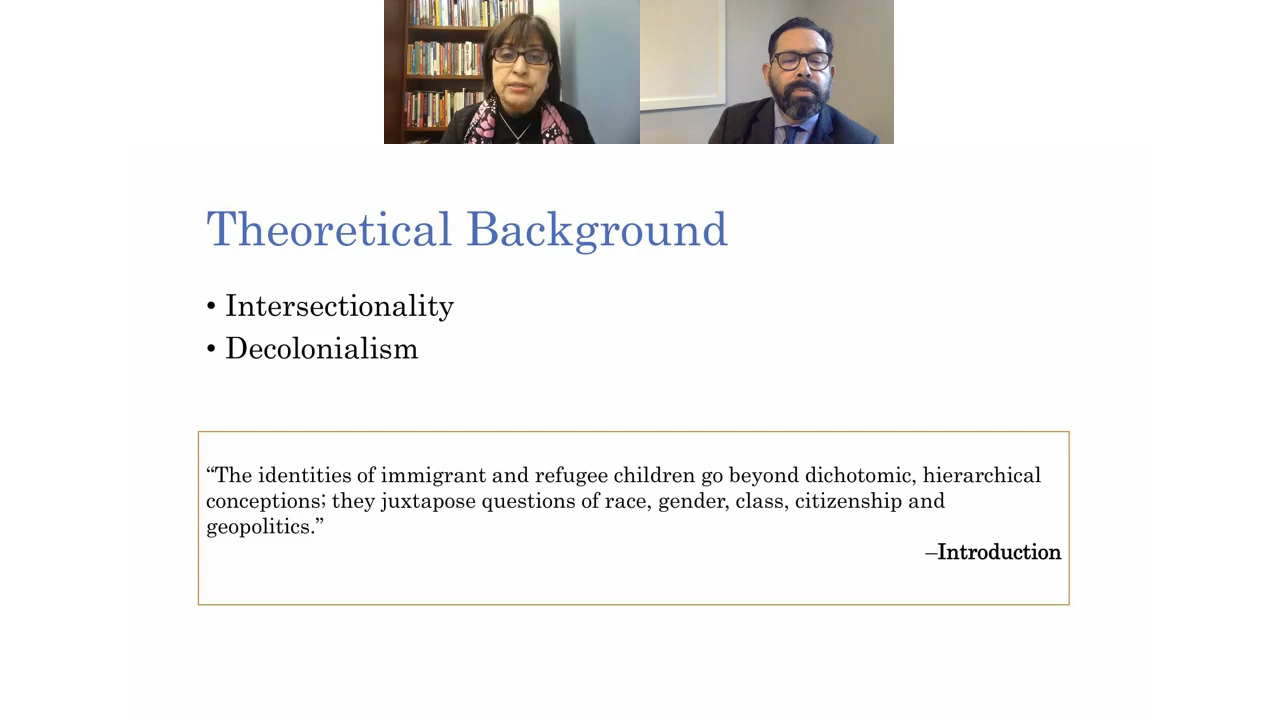 Theoretical Background
• Intersectionality
• Decolonialism
“The identities of immigrant and refugee children go beyond dichotomic, hierarchical
conceptions; they juxtapose questions of race, gender, class, citizenship and
geopolitics.”
–Introduction